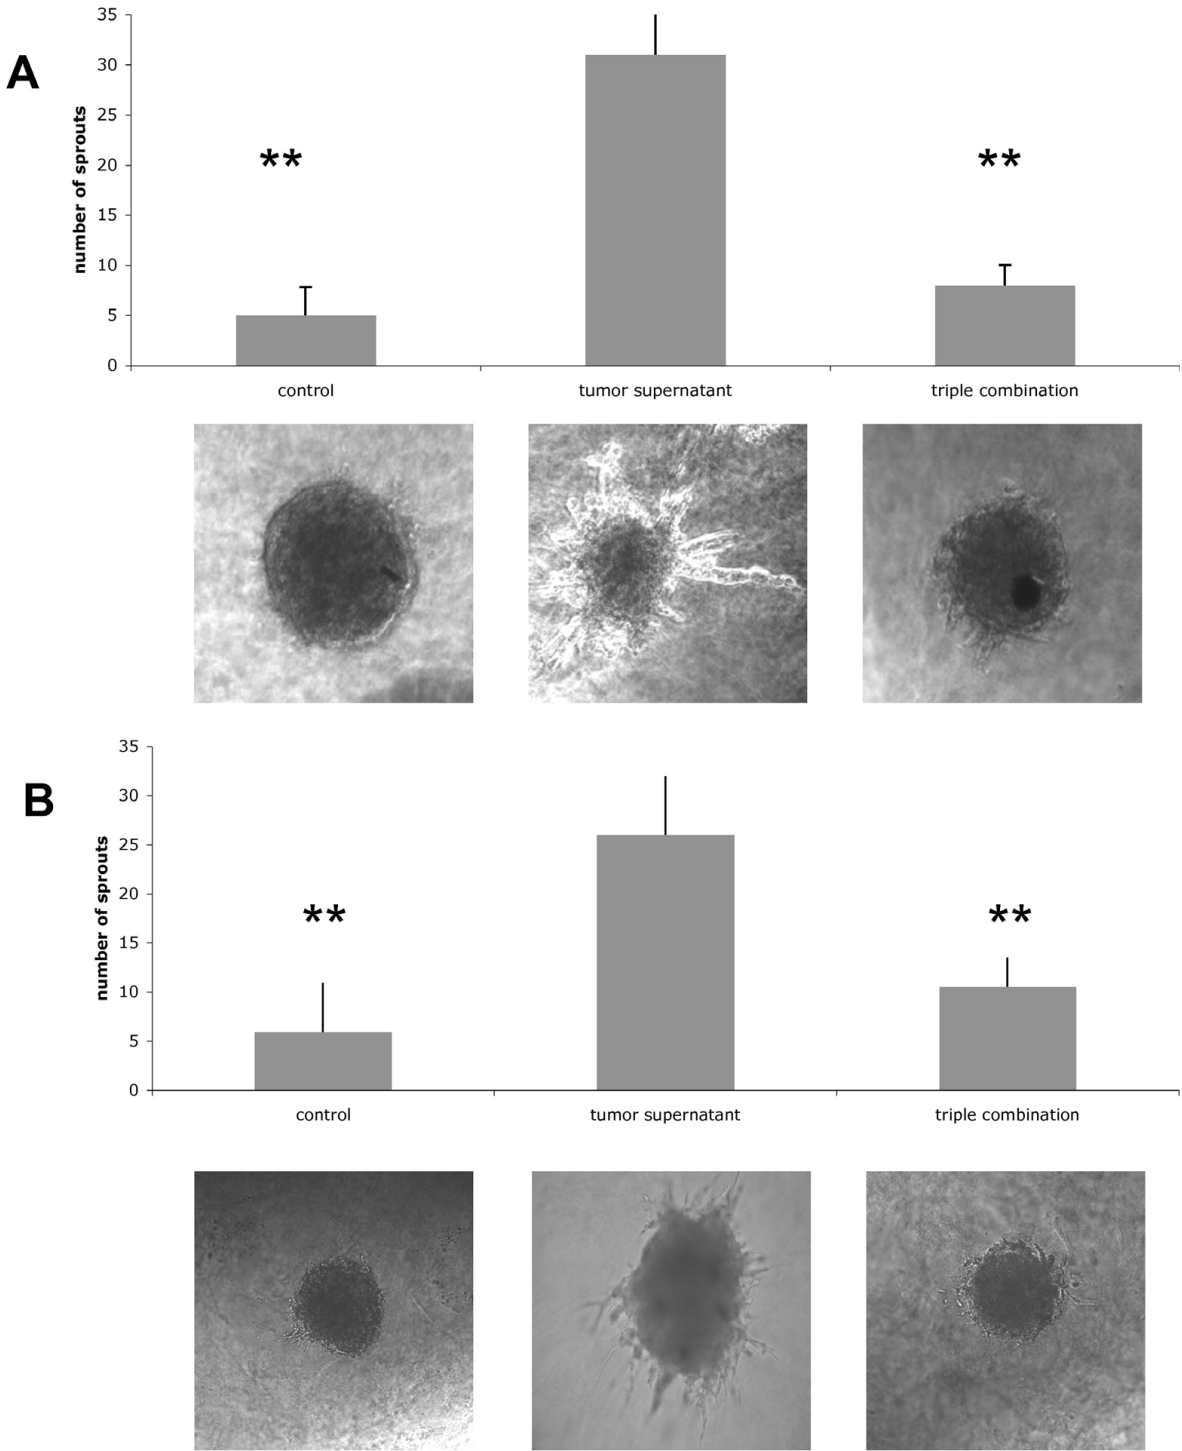 A
number of sprouts
35
30
25
20
15
10
5
0
**
**
control
tumor supernatant
triple combination
B
number of sprouts
35
30
25
20
15
10
5
0
**
**
control
tumor supernatant
triple combination